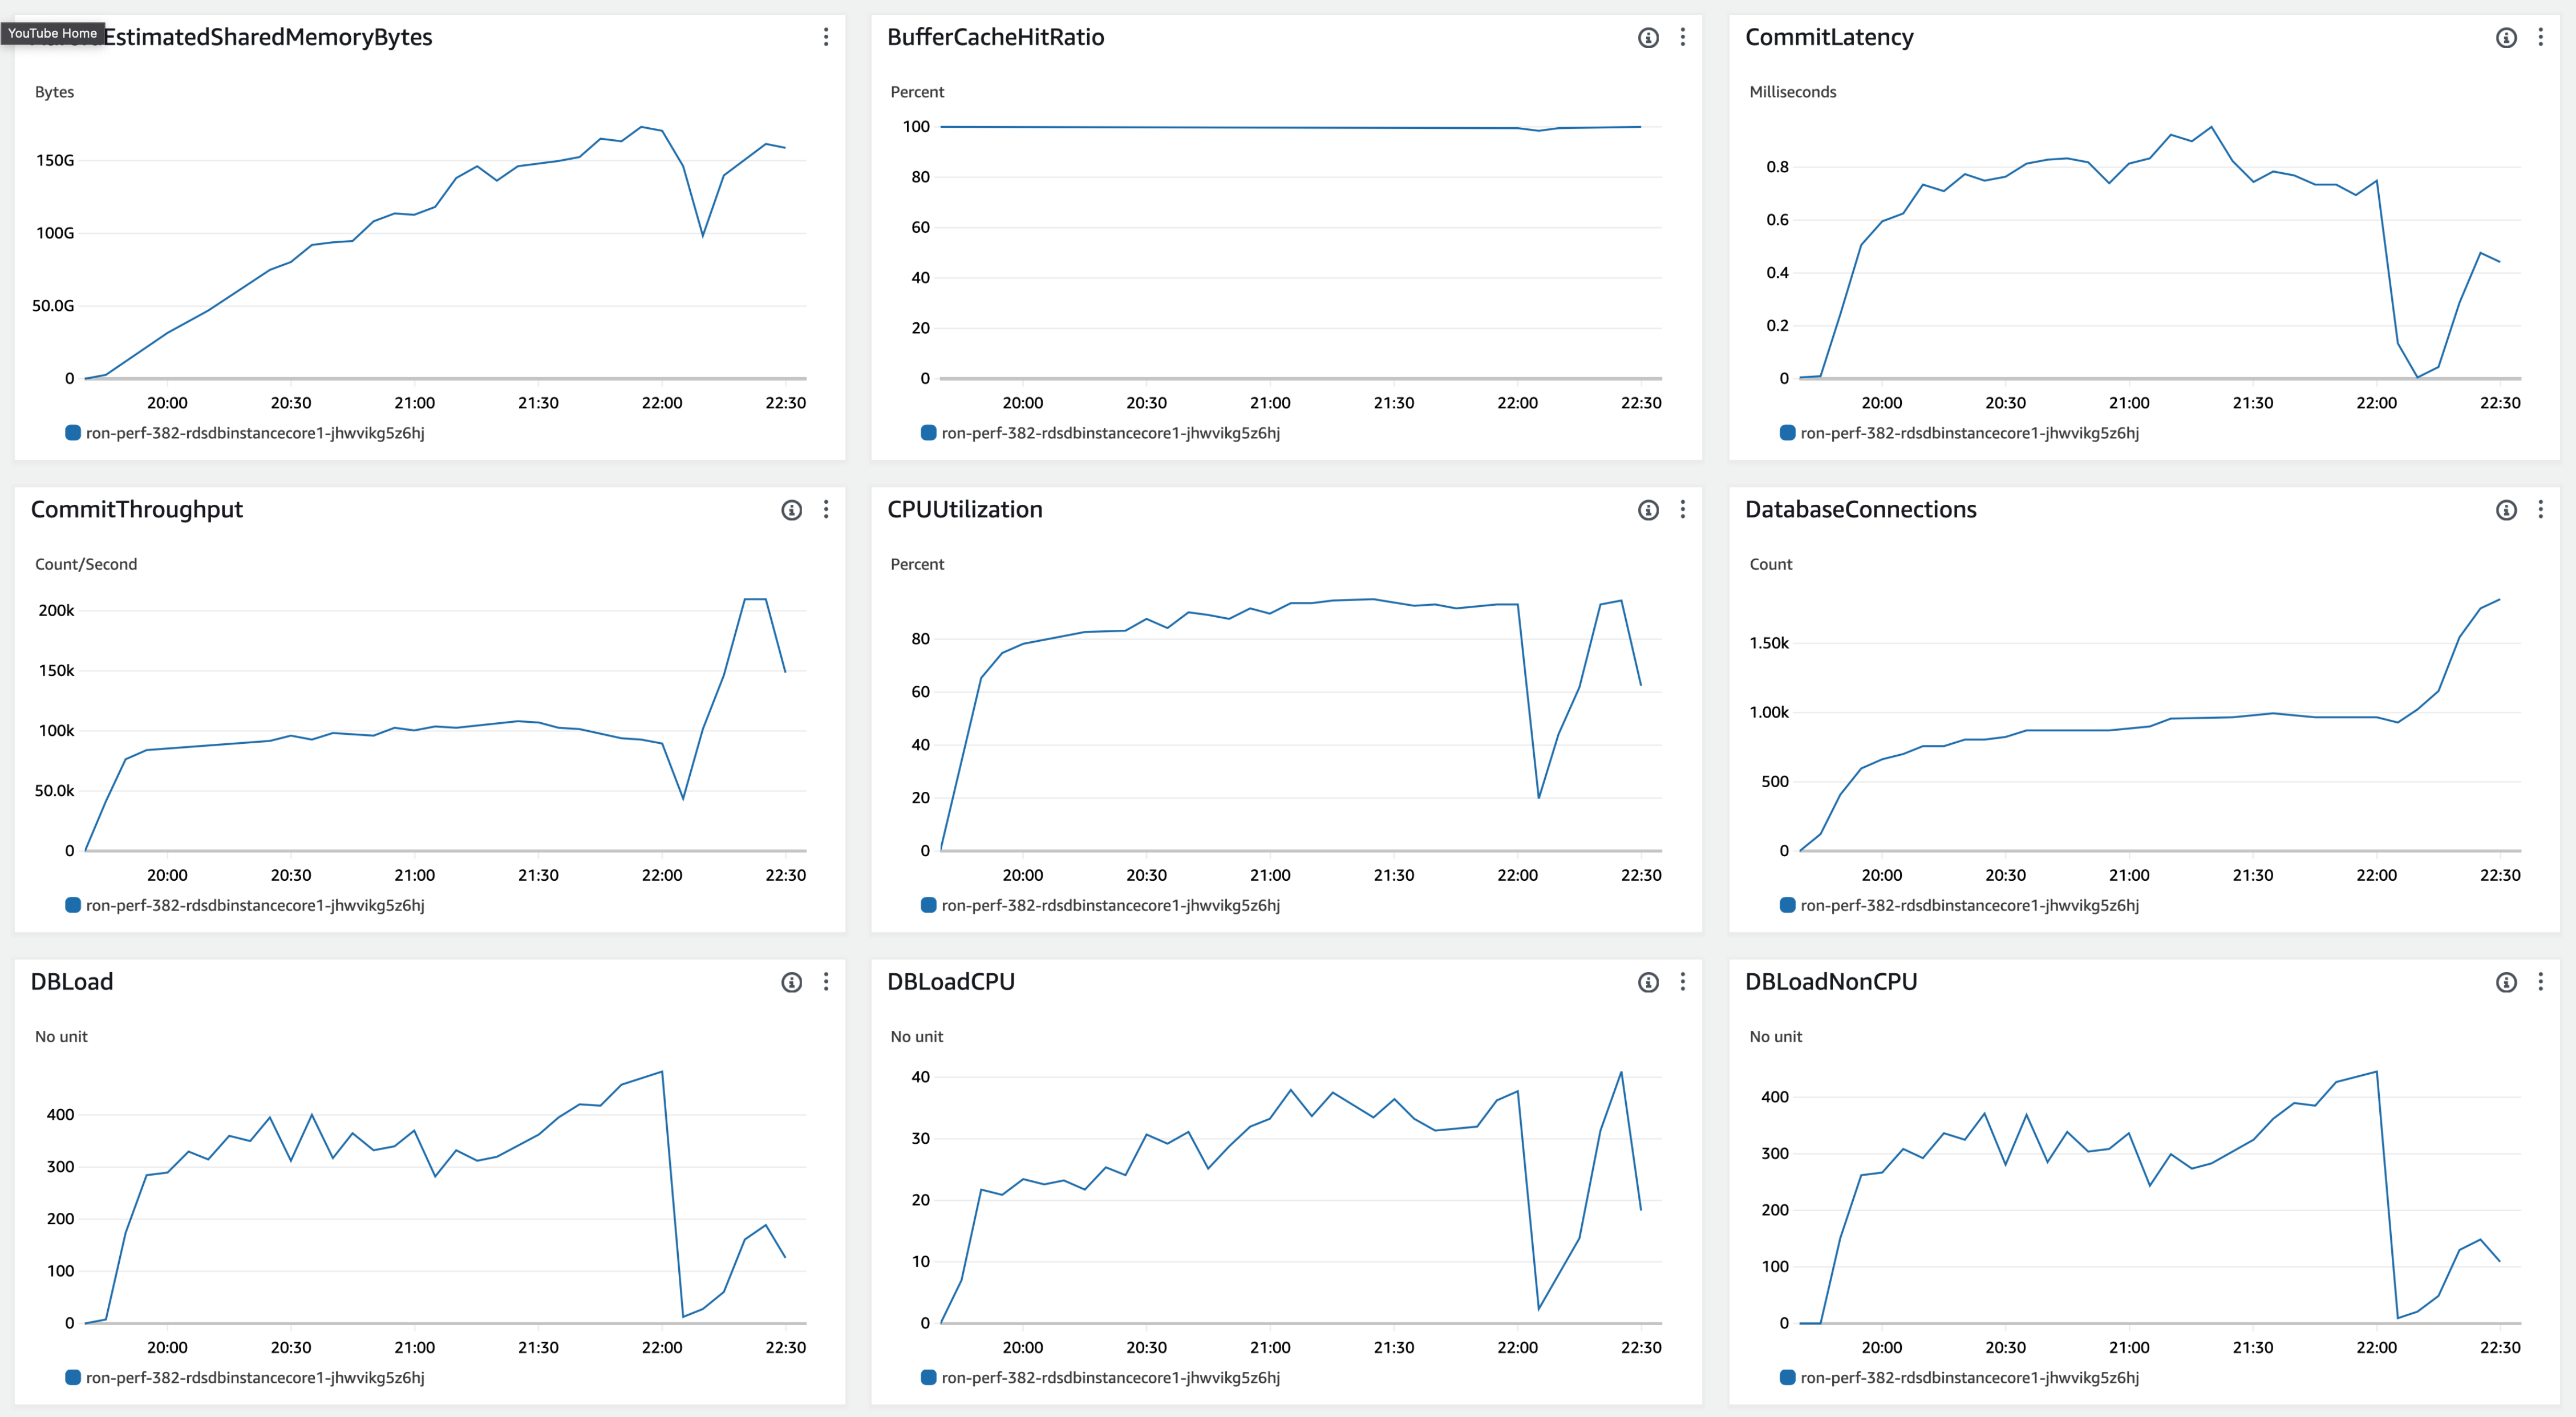 YouTube Home
EstimatedSharedMemoryBytes
Bytes
150G
100G
50.0G
0
20:00 20:30 21:00 21:30 22:00 22:30
ron-perf-382-rdsdbinstancecore1-jhwvikg5z6hj
BufferCacheHitRatio
Percent
100
80
60
40
20
0
20:00 20:30 21:00 21:30 22:00 22:30
ron-perf-382-rdsdbinstancecore1-jhwvikg5z6hj
CommitLatency
Milliseconds
0.8
0.6
0.4
0.2
0
20:00 20:30 21:00 21:30 22:00 22:30
ron-perf-382-rdsdbinstancecore1-jhwvikg5z6hj
CommitThroughput
Count/Second
200k
150k
100k
50.0k
0
20:00 20:30 21:00 21:30 22:00 22:30
ron-perf-382-rdsdbinstancecore1-jhwvikg5z6hj
CPUUtilization
Percent
80
60
40
20
0
20:00 20:30 21:00 21:30 22:00 22:30
ron-perf-382-rdsdbinstancecore1-jhwvikg5z6hj
DatabaseConnections
Count
1.50k
1.00k
500
0
20:00 20:30 21:00 21:30 22:00 22:30
ron-perf-382-rdsdbinstancecore1-jhwvikg5z6hj
DBLoad
No unit
400
300
200
100
0
20:00 20:30 21:00 21:30 22:00 22:30
ron-perf-382-rdsdbinstancecore1-jhwvikg5z6hj
DBLoadCPU
No unit
40
30
20
10
0
20:00 20:30 21:00 21:30 22:00 22:30
ron-perf-382-rdsdbinstancecore1-jhwvikg5z6hj
DBLoadNonCPU
No unit
400
300
200
100
0
20:00 20:30 21:00 21:30 22:00 22:30
ron-perf-382-rdsdbinstancecore1-jhwvikg5z6hj